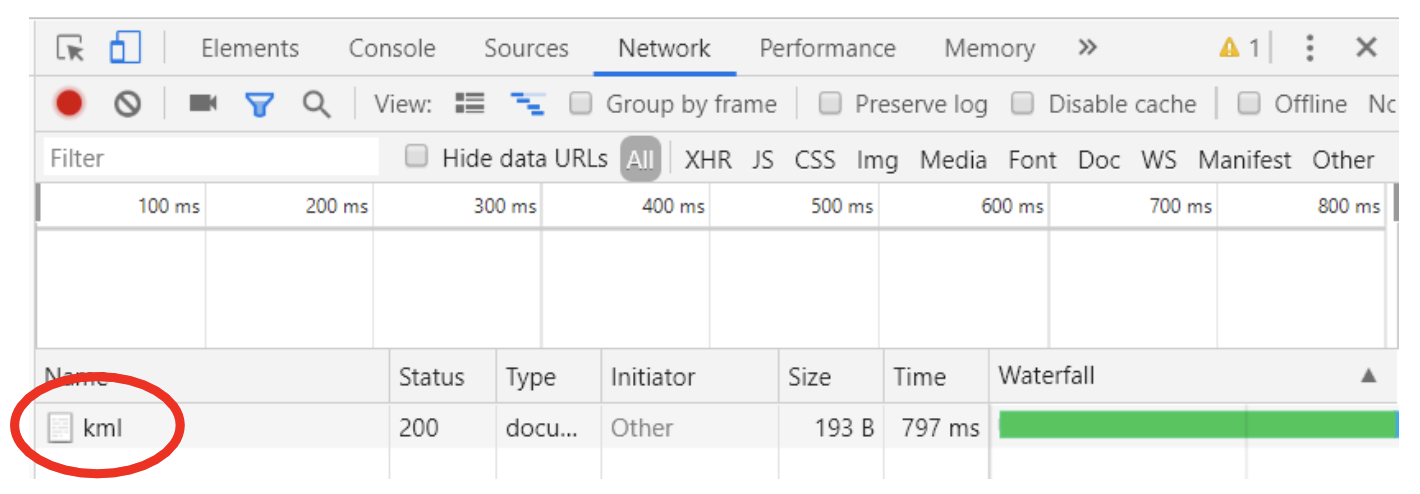 Elements Console Sources Network Performance Memory » 1
View: Group by frame Preserve log Disable cache Offline Nc
Filter Hide data URLs All XHR JS CSS Img Media Font Doc WS Manifest Other
100 ms 200 ms 300 ms 400 ms 500 ms 600 ms 700 ms 800 ms
Name Status Type Initiator Size Time Waterfall
kml 200 docu... Other 193 B 797 ms